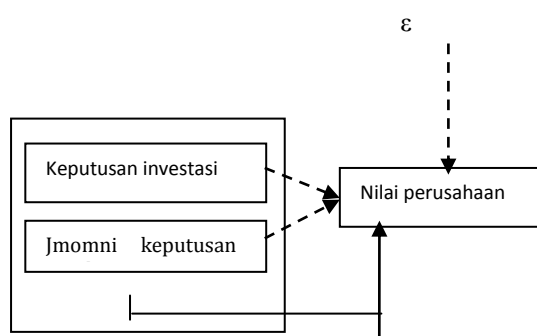 ε
Keputusan investasi
Nilai perusahaan
Jmomni keputusan